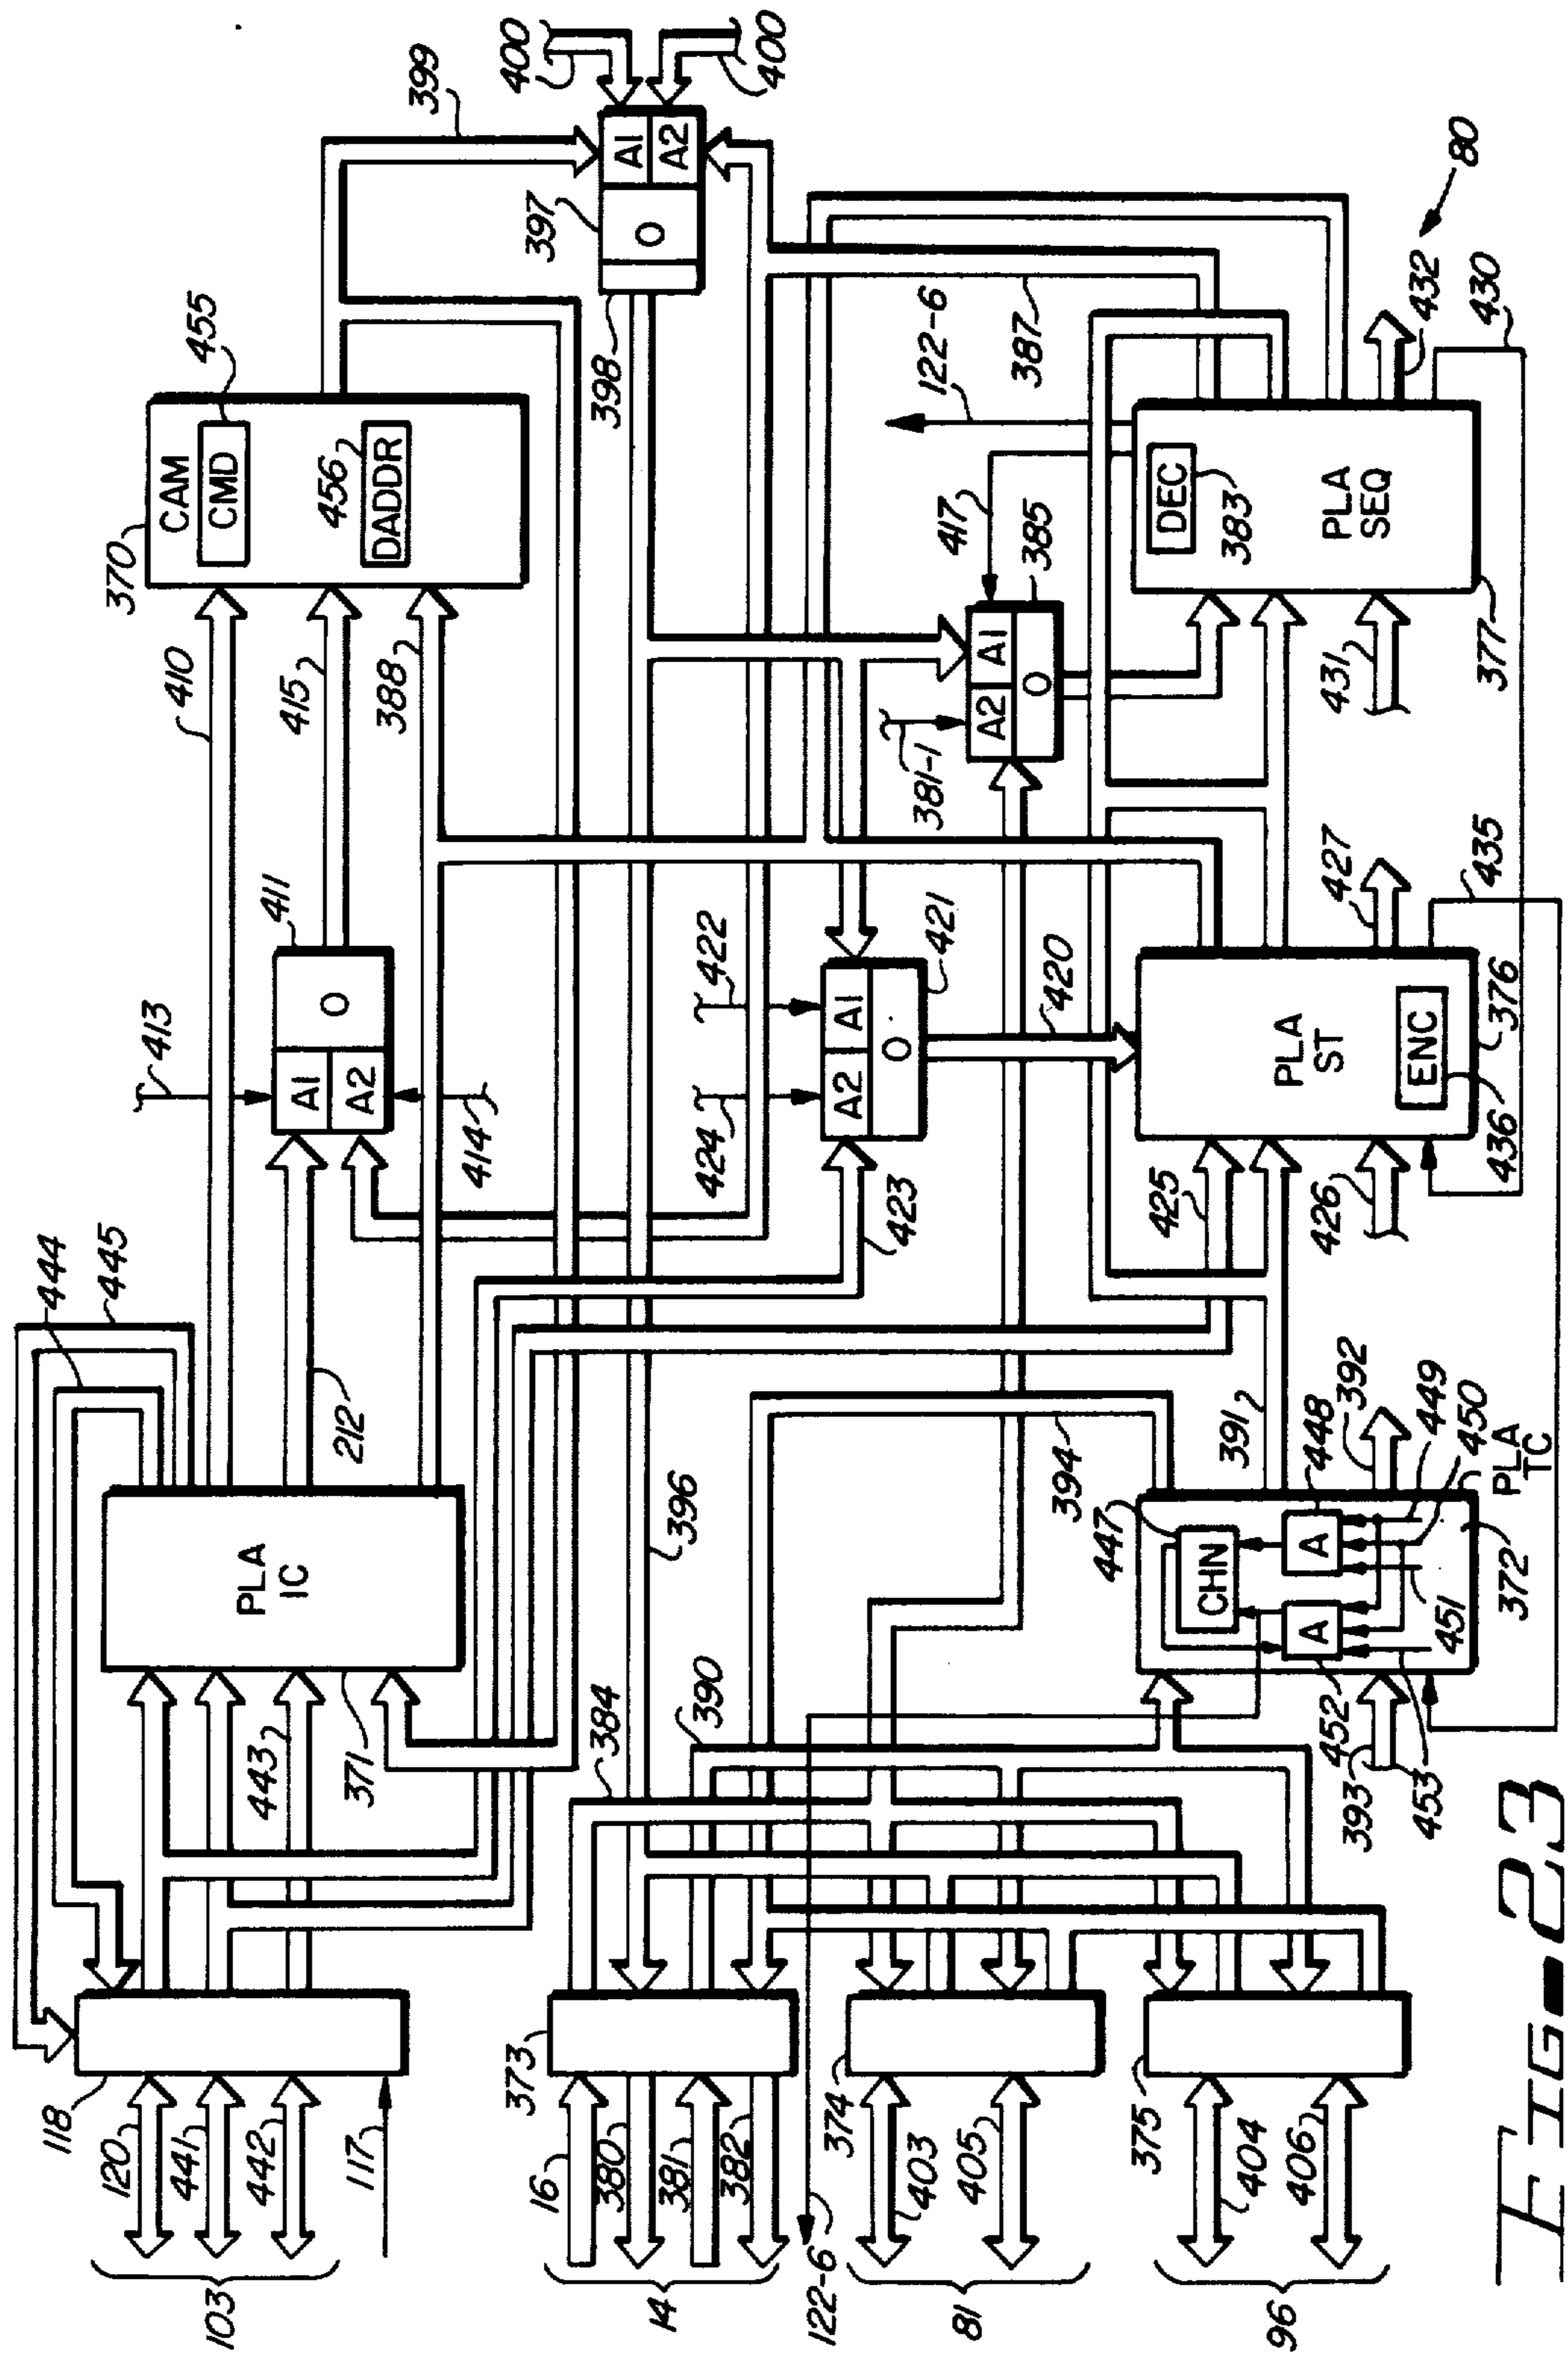 400
400
399
397
A1
A2
O
398
80
370
CAM
CMD
455
456
DADDR
410
415
388
122-6
387
432
430
417
385
DEC
383
PLA
SEQ
A2
A1
O
381-1
431
377
413
411
A1
A2
O
414
422
424
421
A2
A1
O
423
420
427
435
PLA
ST
ENC
376
436
425
426
444
445
212
PLA
IC
371
443
396
384
390
394
391
392
447
448
449
450
PLA
TC
CHN
A
A
451
372
452
453
393
118
120
441
442
117
103
373
16
380
381
382
14
122-6
374
403
405
81
375
404
406
96
FIG-23